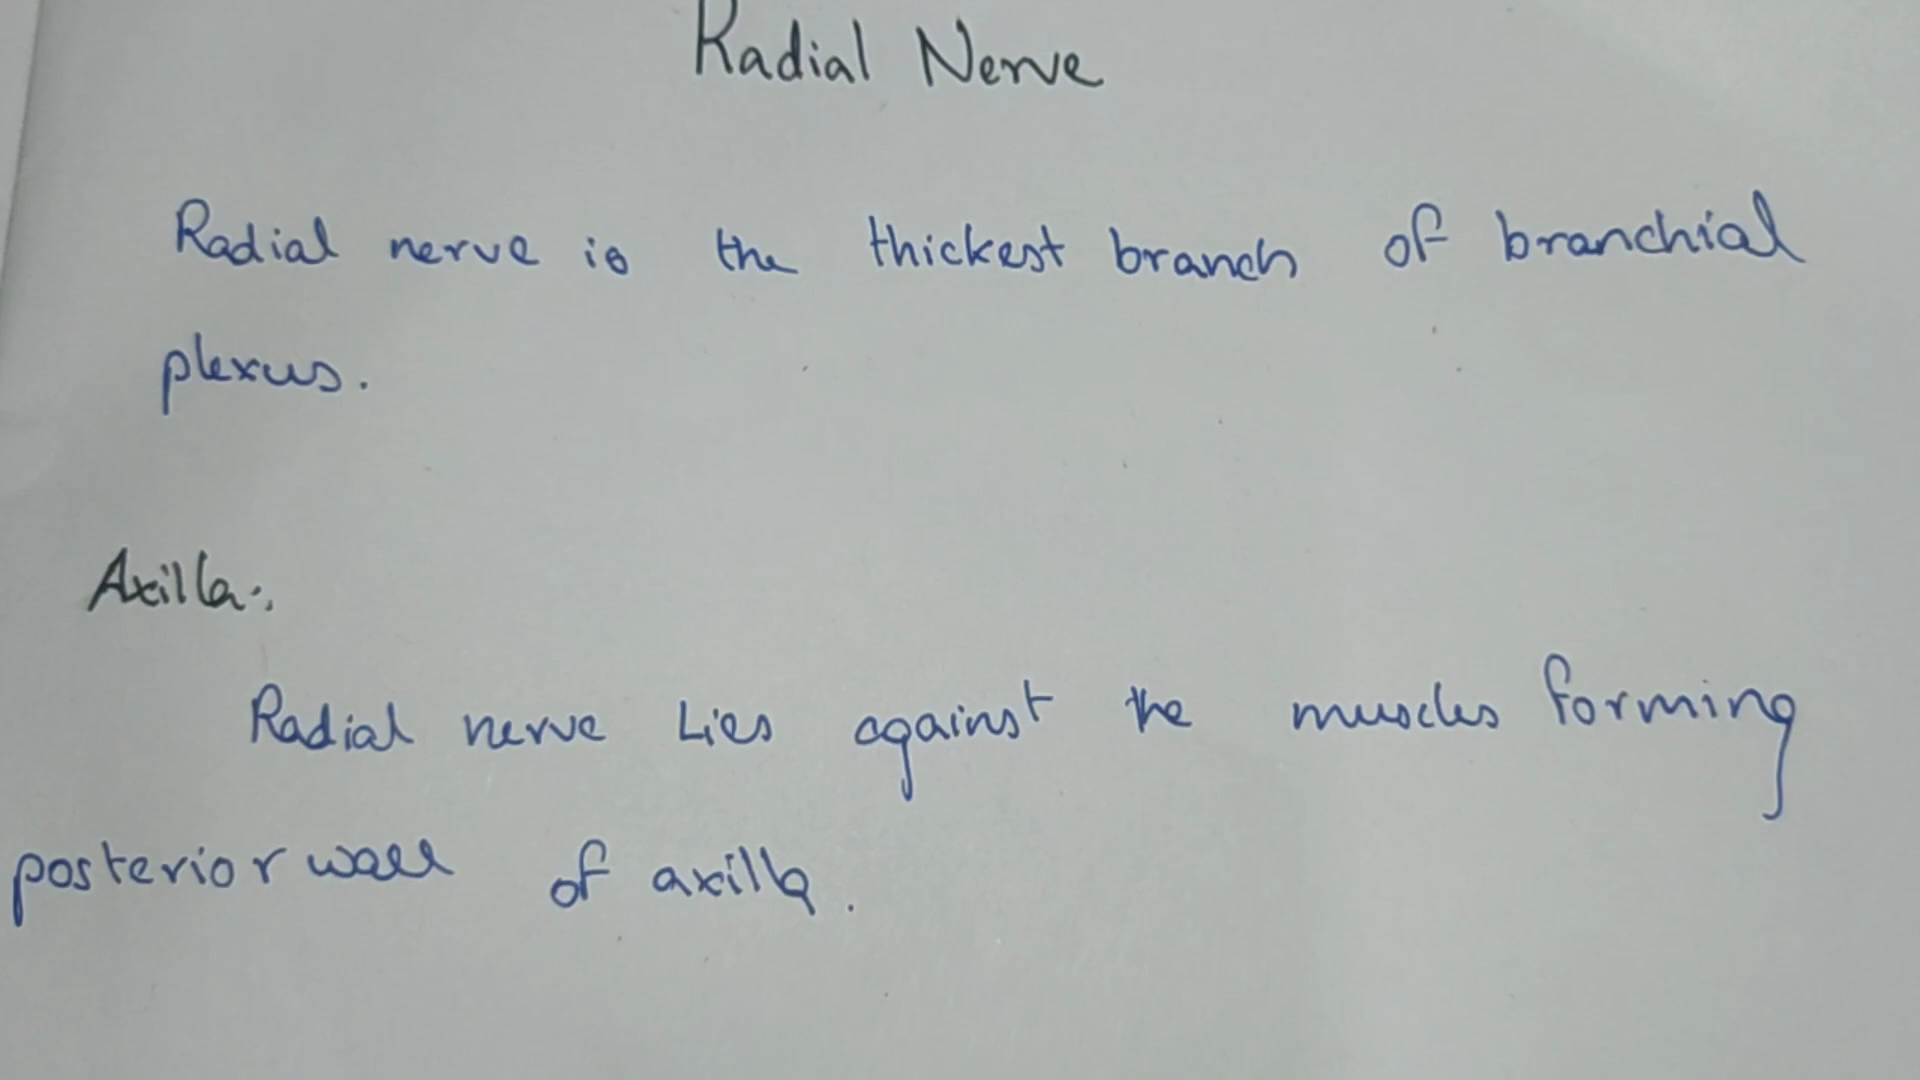 Radial Nerve
Radial nerve is the thickest branch of branchial
plexus.
Axilla:
Radial nerve Lies against the muscles forming
posterior wall of axilla.